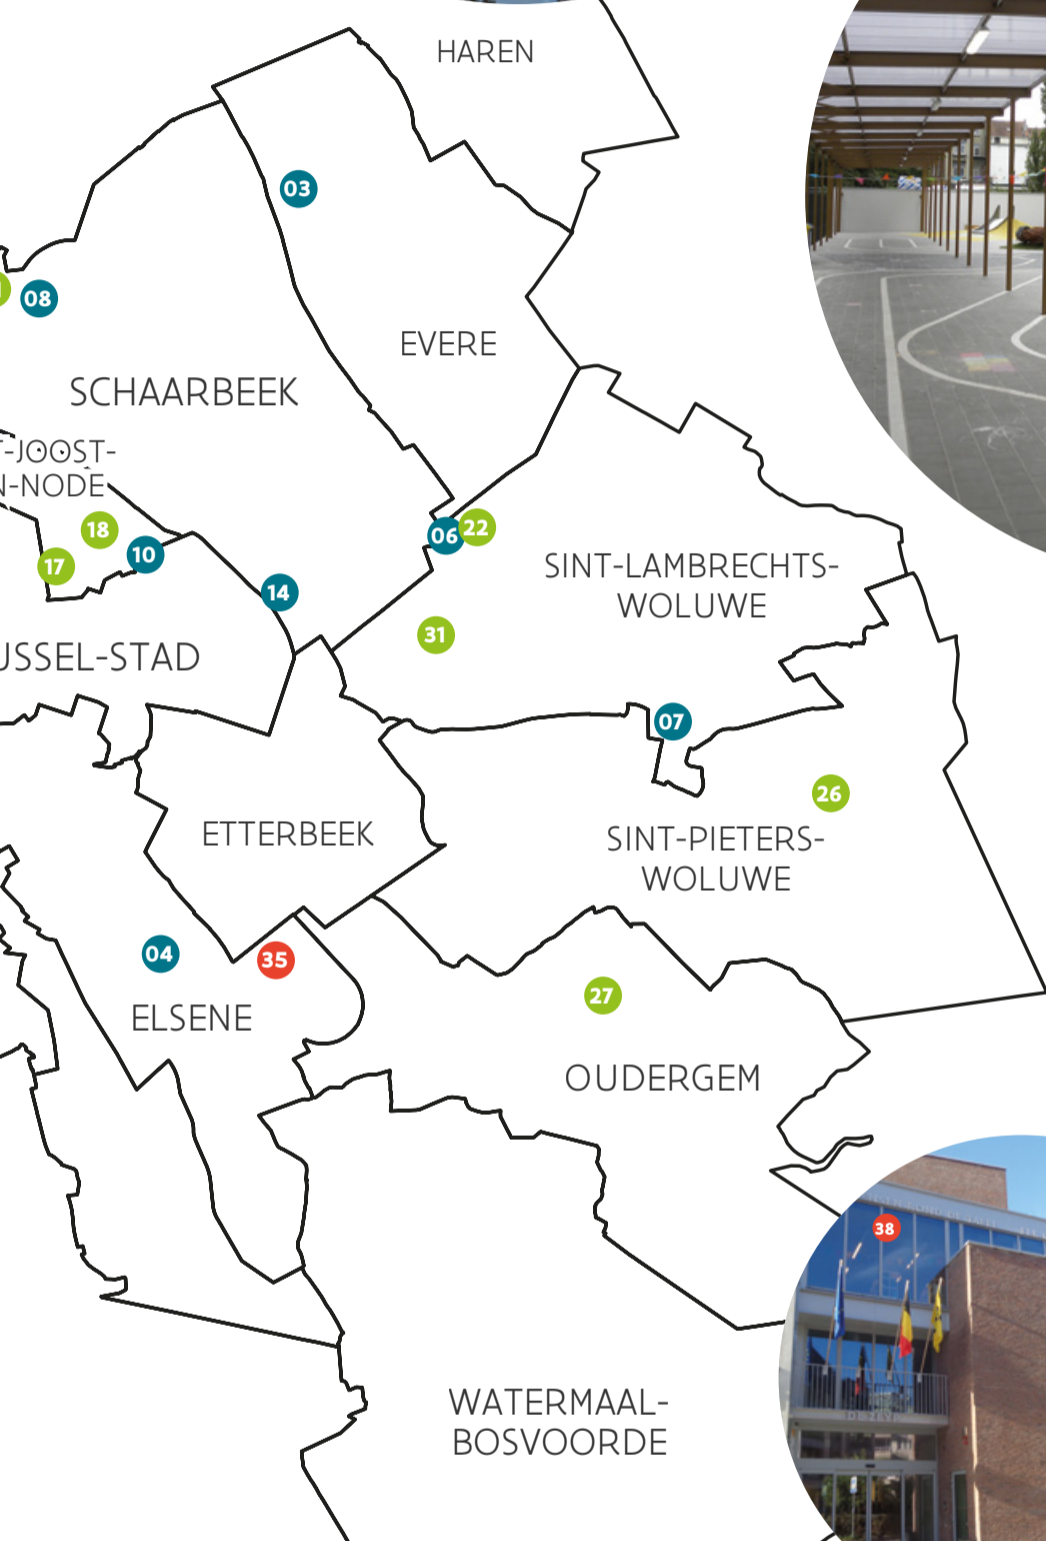 HAREN
03
08
EVERE
SCHAARBEEK
T-JOOST-
N-NODE
18
17
10
06
22
14
SINT-LAMBRECHTS-
WOLUWE
31
USSEL-STAD
07
26
ETTERBEEK
SINT-PIETERS-
WOLUWE
04
35
27
ELSENE
OUDERGEM
38
WATERMAAL-
BOSVOORDE